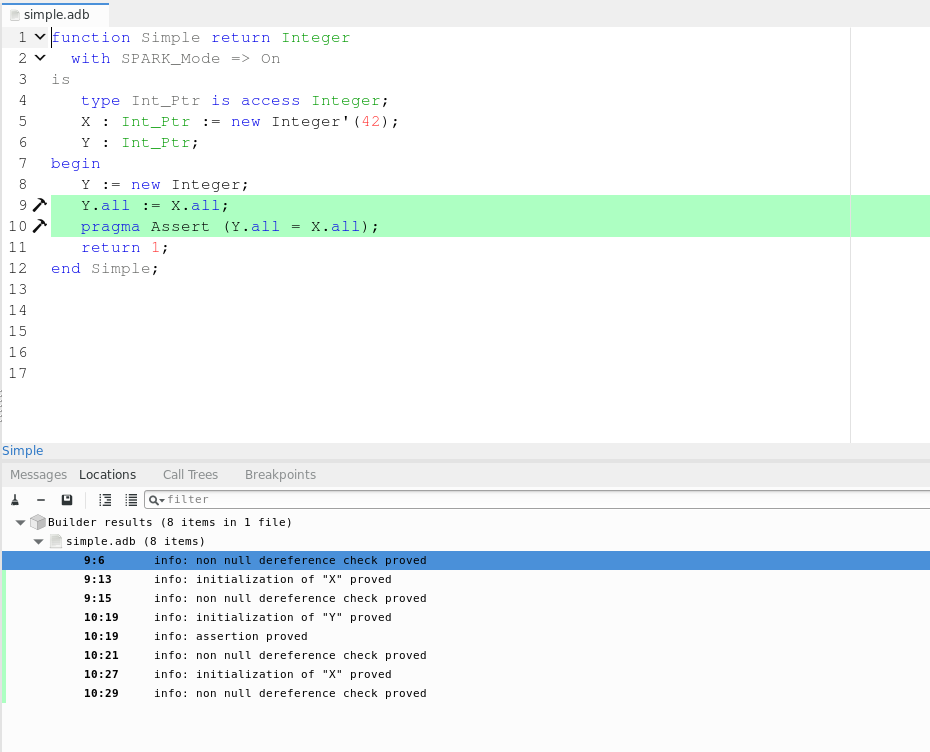 simple.adb
1 function Simple return Integer
2 with SPARK_Mode => On
3 is
4 type Int_Ptr is access Integer;
5 X : Int_Ptr := new Integer'(42);
6 Y : Int_Ptr;
7 begin
8 Y := new Integer;
9 Y.all := X.all;
10 pragma Assert (Y.all = X.all);
11 return 1;
12 end Simple;
13
14
15
16
17
Simple
Messages Locations Call Trees Breakpoints
filter
Builder results (8 items in 1 file)
simple.adb (8 items)
9:6 info: non null dereference check proved
9:13 info: initialization of "X" proved
9:15 info: non null dereference check proved
10:19 info: initialization of "Y" proved
10:19 info: assertion proved
10:21 info: non null dereference check proved
10:27 info: initialization of "X" proved
10:29 info: non null dereference check proved